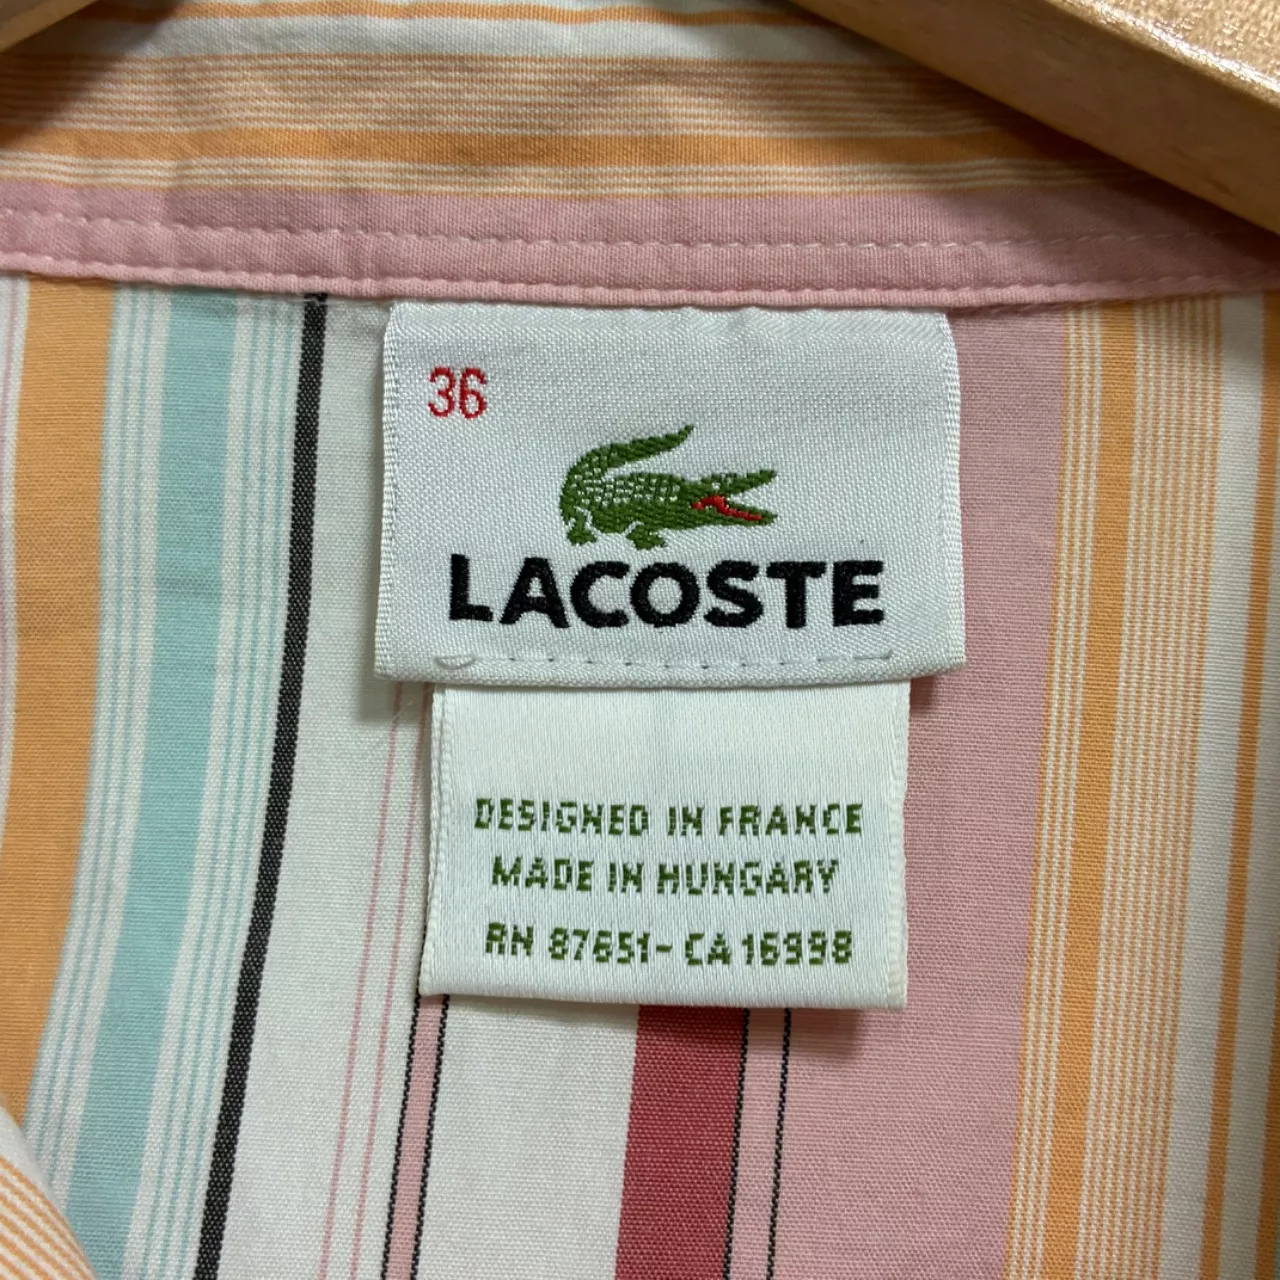 36
LACOSTE
DESIGNED IN FRANCE
MADE IN HUNGARY
RN 87651-CA 16998